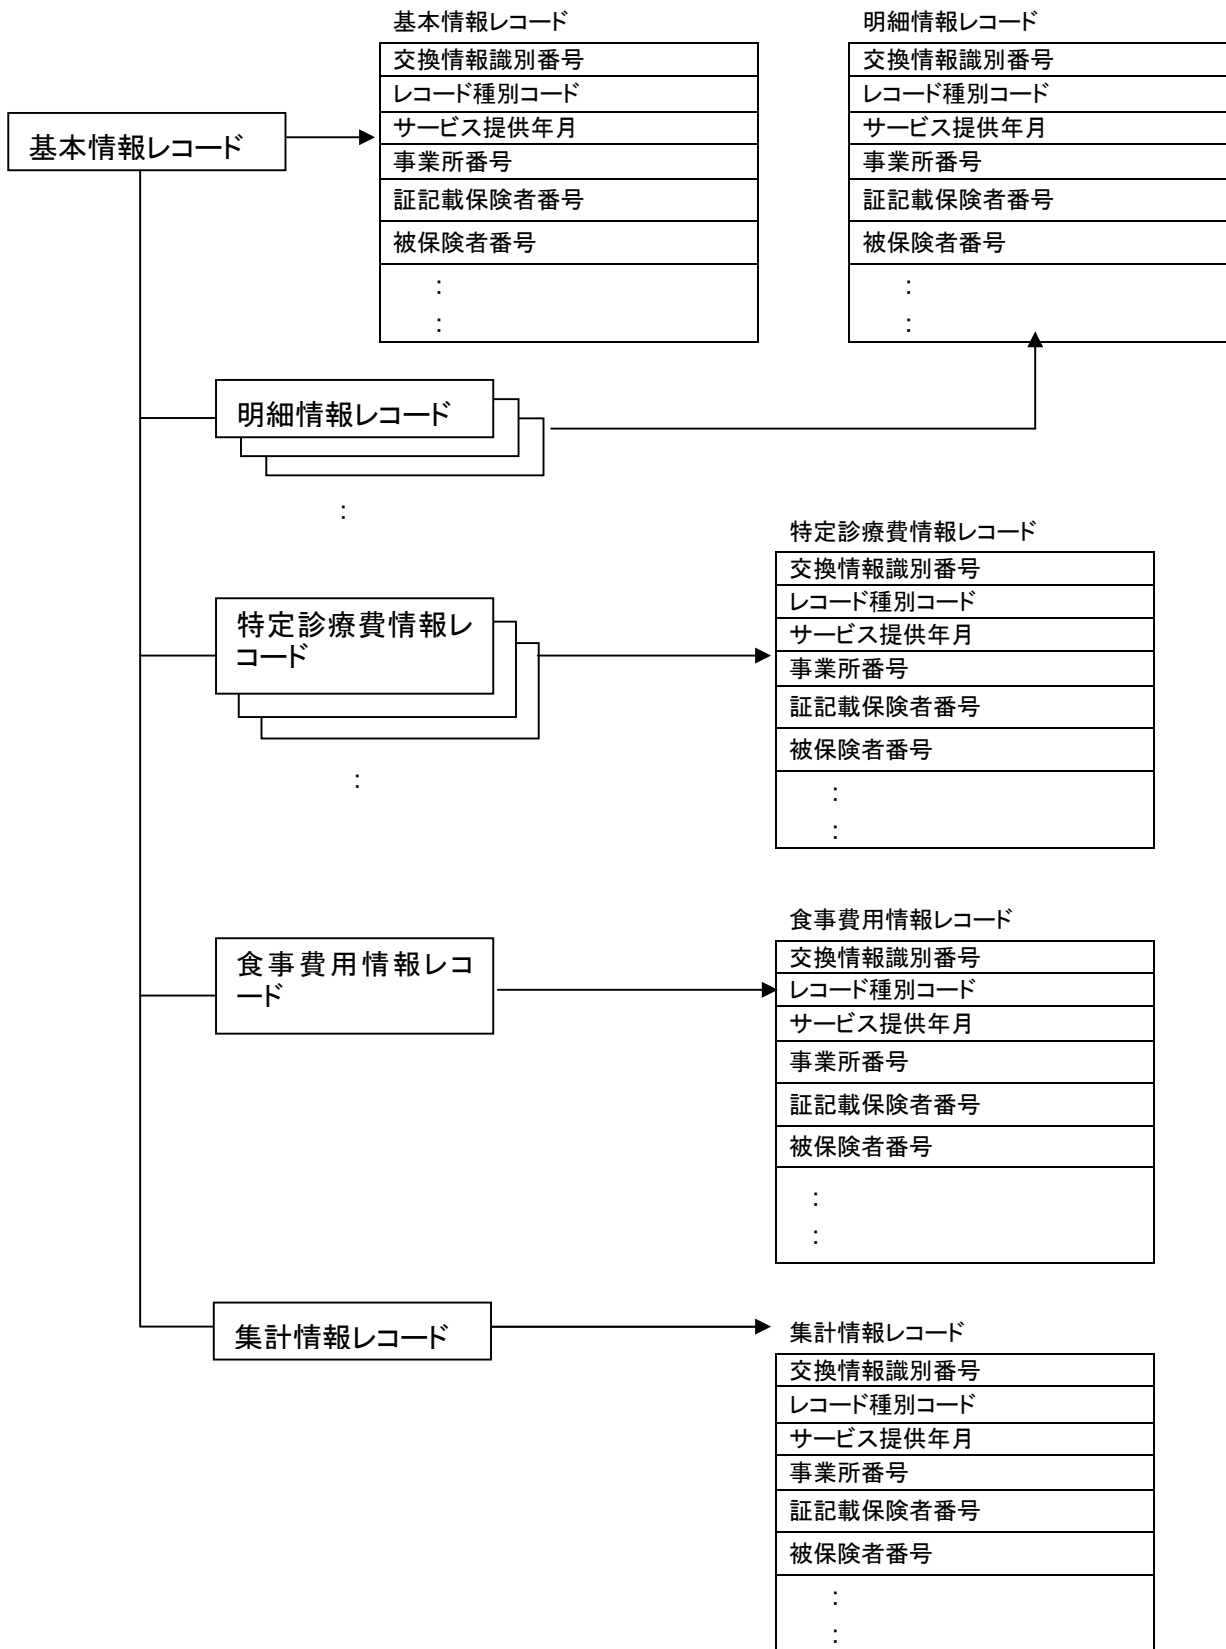 基本情報レコード
交換情報識別番号
レコード種別コード
サービス提供年月
事業所番号
証記載保険者番号
被保険者番号
:
:
明細情報レコード
交換情報識別番号
レコード種別コード
サービス提供年月
事業所番号
証記載保険者番号
被保険者番号
:
:
基本情報レコード
明細情報レコード
:
特定診療費情報レ
コード
:
特定診療費情報レコード
交換情報識別番号
レコード種別コード
サービス提供年月
事業所番号
証記載保険者番号
被保険者番号
:
:
食事費用情報レコ
ード
食事費用情報レコード
交換情報識別番号
レコード種別コード
サービス提供年月
事業所番号
証記載保険者番号
被保険者番号
:
:
集計情報レコード
集計情報レコード
交換情報識別番号
レコード種別コード
サービス提供年月
事業所番号
証記載保険者番号
被保険者番号
:
: